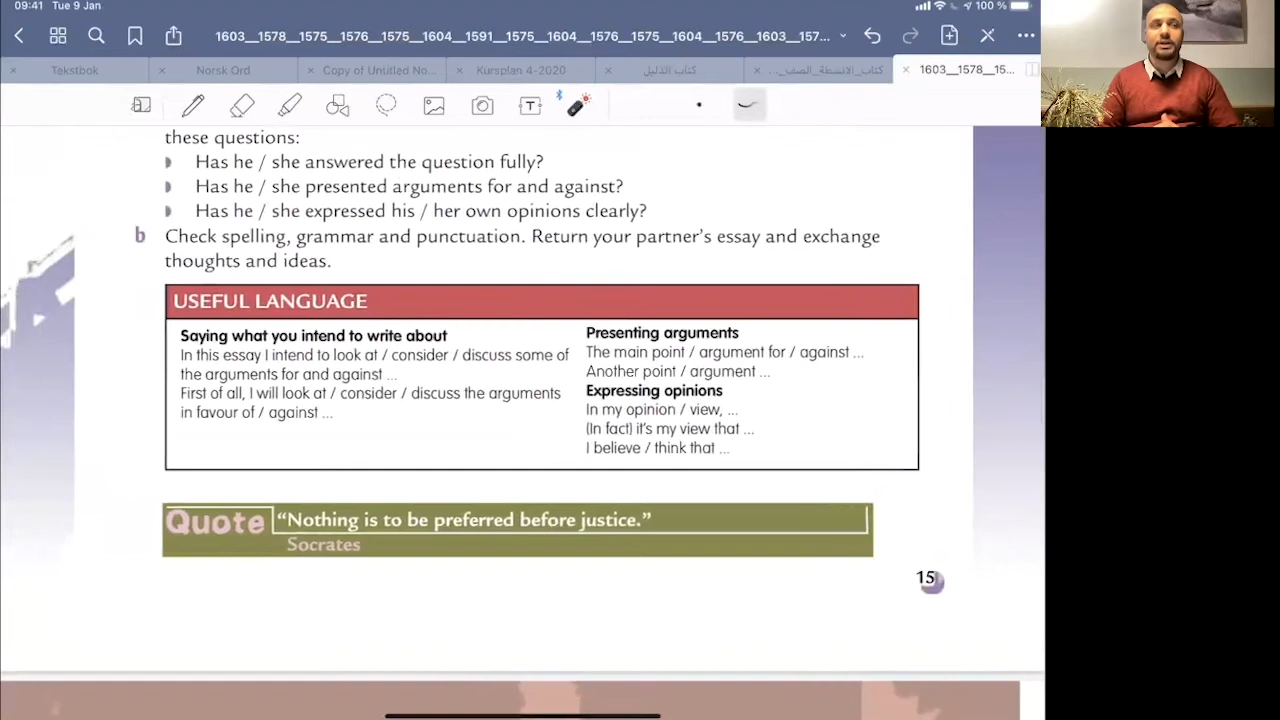 09:41 Tue 9 Jan
100 %
1603__1578__1575__1576__1575__1604__1591__1575__1604__1576__1575__1604__1576__1603__157...
Tekstbok
Norsk Ord
Copy of Untitled No...
Kursplan 4-2020
كتاب الدليل
كتاب_الانشطة_الصف_...
1603__1578__15...
T
these questions:
Has he / she answered the question fully?
Has he / she presented arguments for and against?
Has he / she expressed his / her own opinions clearly?
b Check spelling, grammar and punctuation. Return your partner's essay and exchange
thoughts and ideas.
USEFUL LANGUAGE
Saying what you intend to write about
In this essay I intend to look at / consider / discuss some of
the arguments for and against ...
First of all, I will look at / consider / discuss the arguments
in favour of / against ...
Presenting arguments
The main point / argument for / against ...
Another point / argument ...
Expressing opinions
In my opinion / view, ...
(In fact) it's my view that ...
I believe / think that ...
Quote "Nothing is to be preferred before justice."
Socrates
15